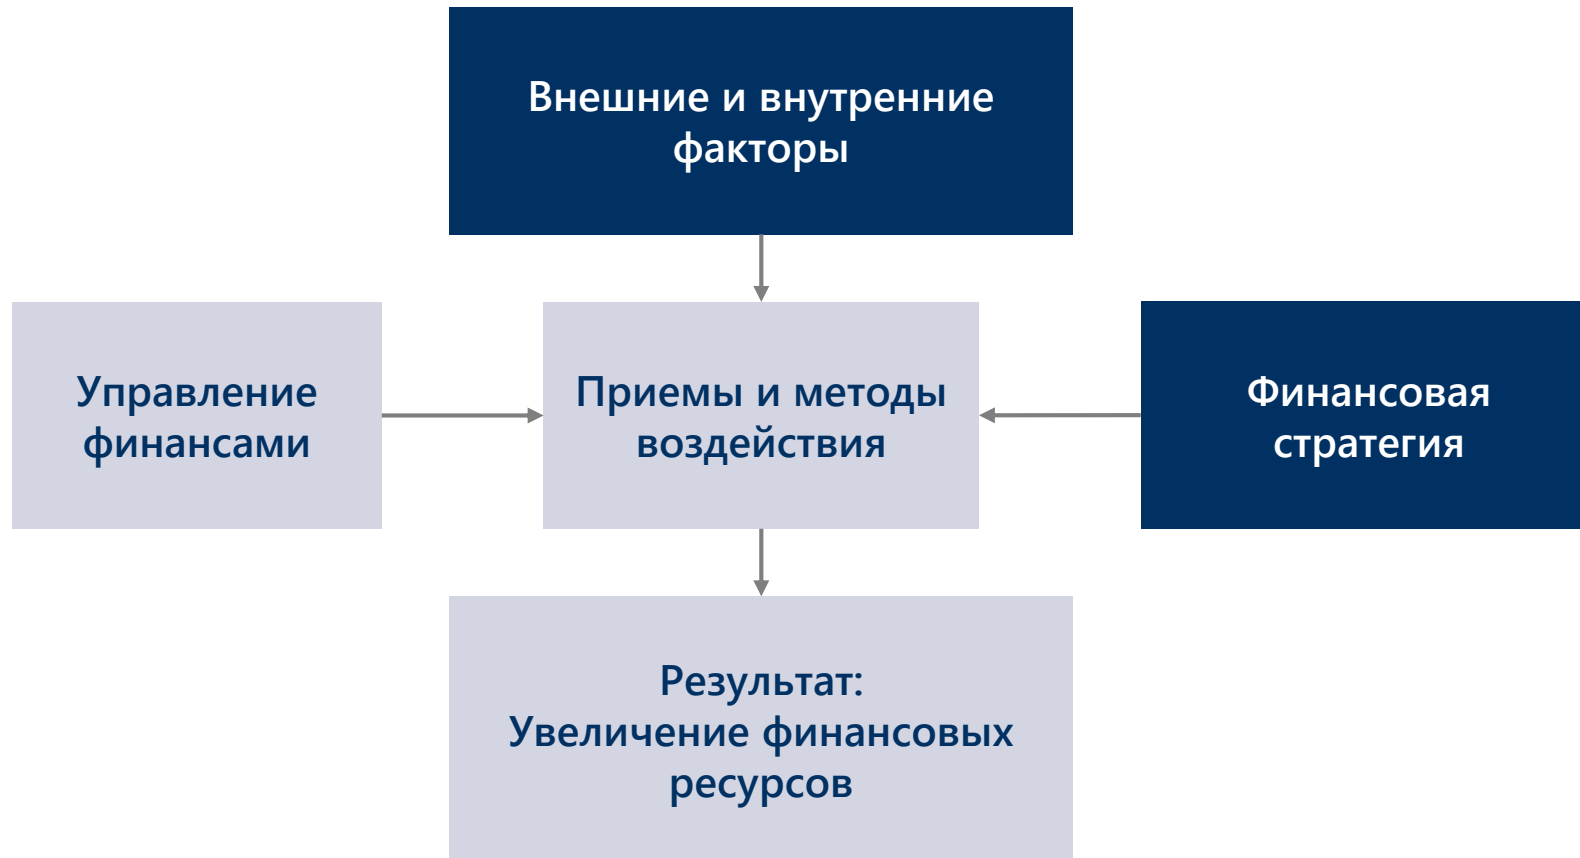 Внешние и внутренние
факторы
Управление
финансами
Приемы и методы
воздействия
Финансовая
стратегия
Результат:
Увеличение финансовых
ресурсов